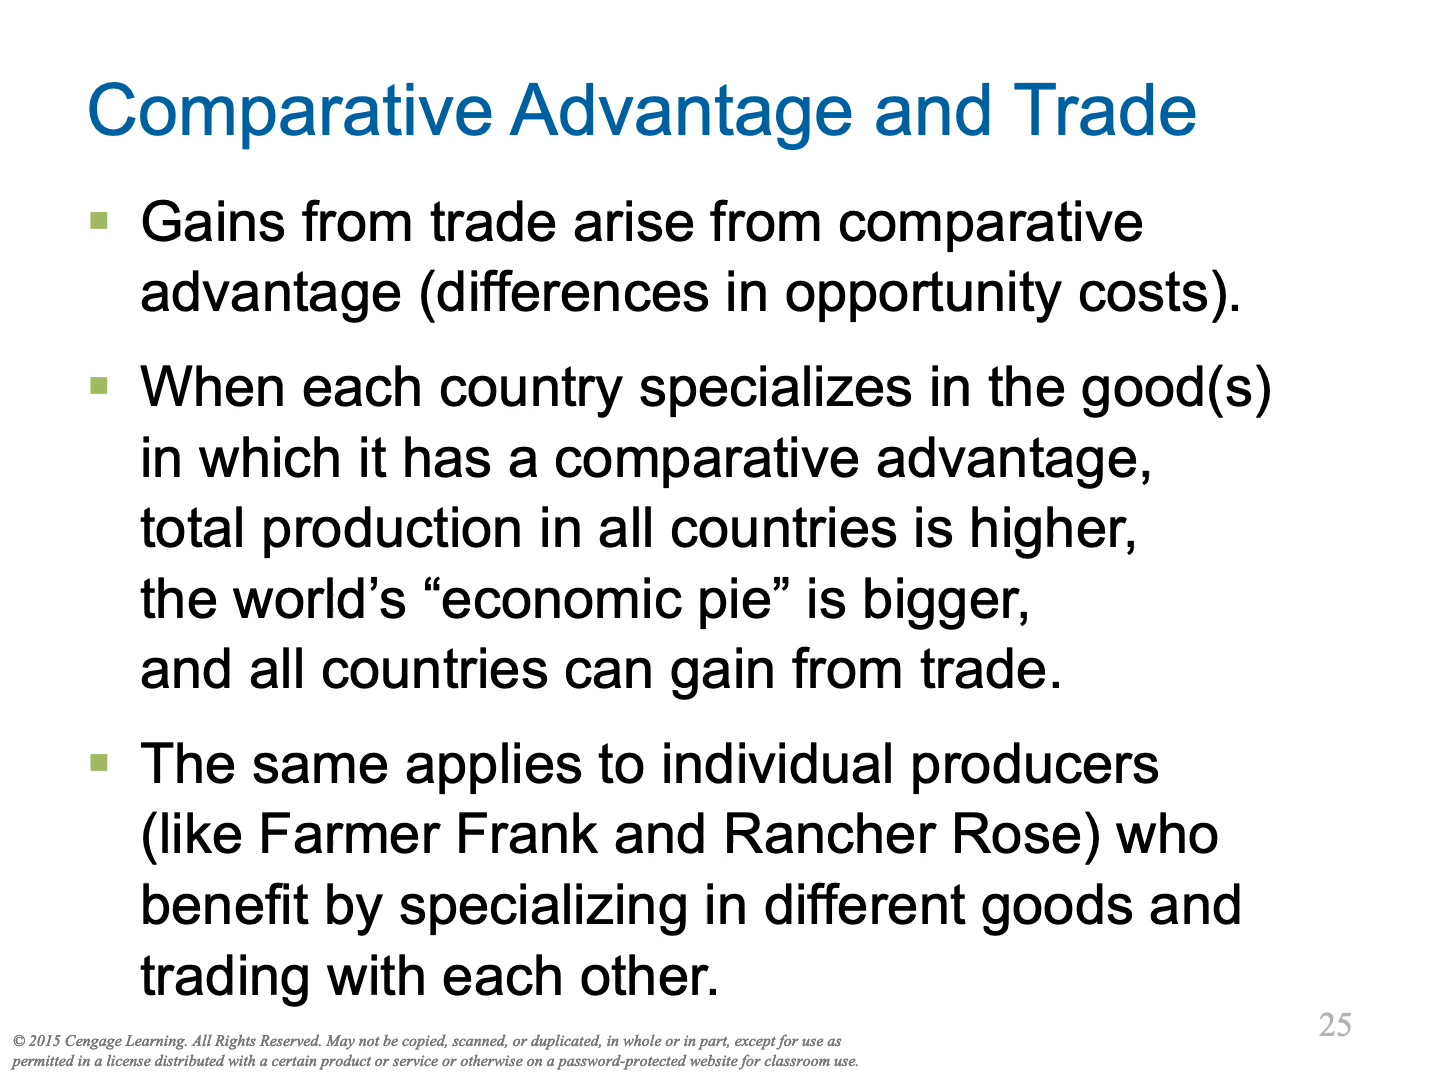 Comparative Advantage and Trade
Gains from trade arise from comparative
advantage (differences in opportunity costs).
When each country specializes in the good(s)
in which it has a comparative advantage,
total production in all countries is higher,
the world’s “economic pie” is bigger,
and all countries can gain from trade.
The same applies to individual producers
(like Farmer Frank and Rancher Rose) who
benefit by specializing in different goods and
trading with each other.
25
© 2015 Cengage Learning. All Rights Reserved. May not be copied, scanned, or duplicated, in whole or in part, except for use as
permitted in a license distributed with a certain product or service or otherwise on a password-protected website for classroom use.